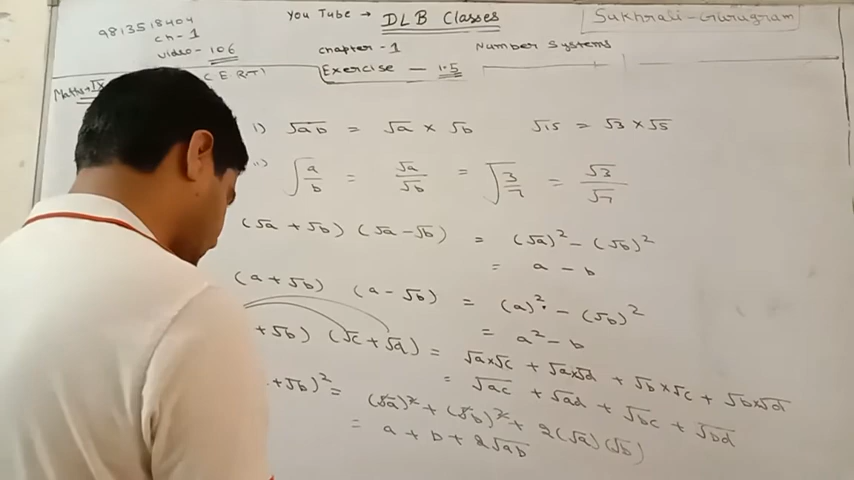 9813518404
ch-1
video-106
You Tube → DLB Classes
Sukhrali-Gurugram
chapter-1 Number Systems
Maths-IX
CERT)
Exercise — 1.5
i) √ab = √a × √b √15 = √3 × √5
ii) √a/b = √a/√b = √3/7 = √3/√7
(√a + √b) (√a - √b) = (√a)² - (√b)²
= a - b
(a + √b) (a - √b) = (a)² - (√b)²
= a² - b
+ √b) (√c + √d) = √a×√c + √a×√d + √b×√c + √b×√d
= √ac + √ad + √bc + √bd
+ √b)² = (√a)² + (√b)² + 2(√a)(√b)
= a + b + 2√ab